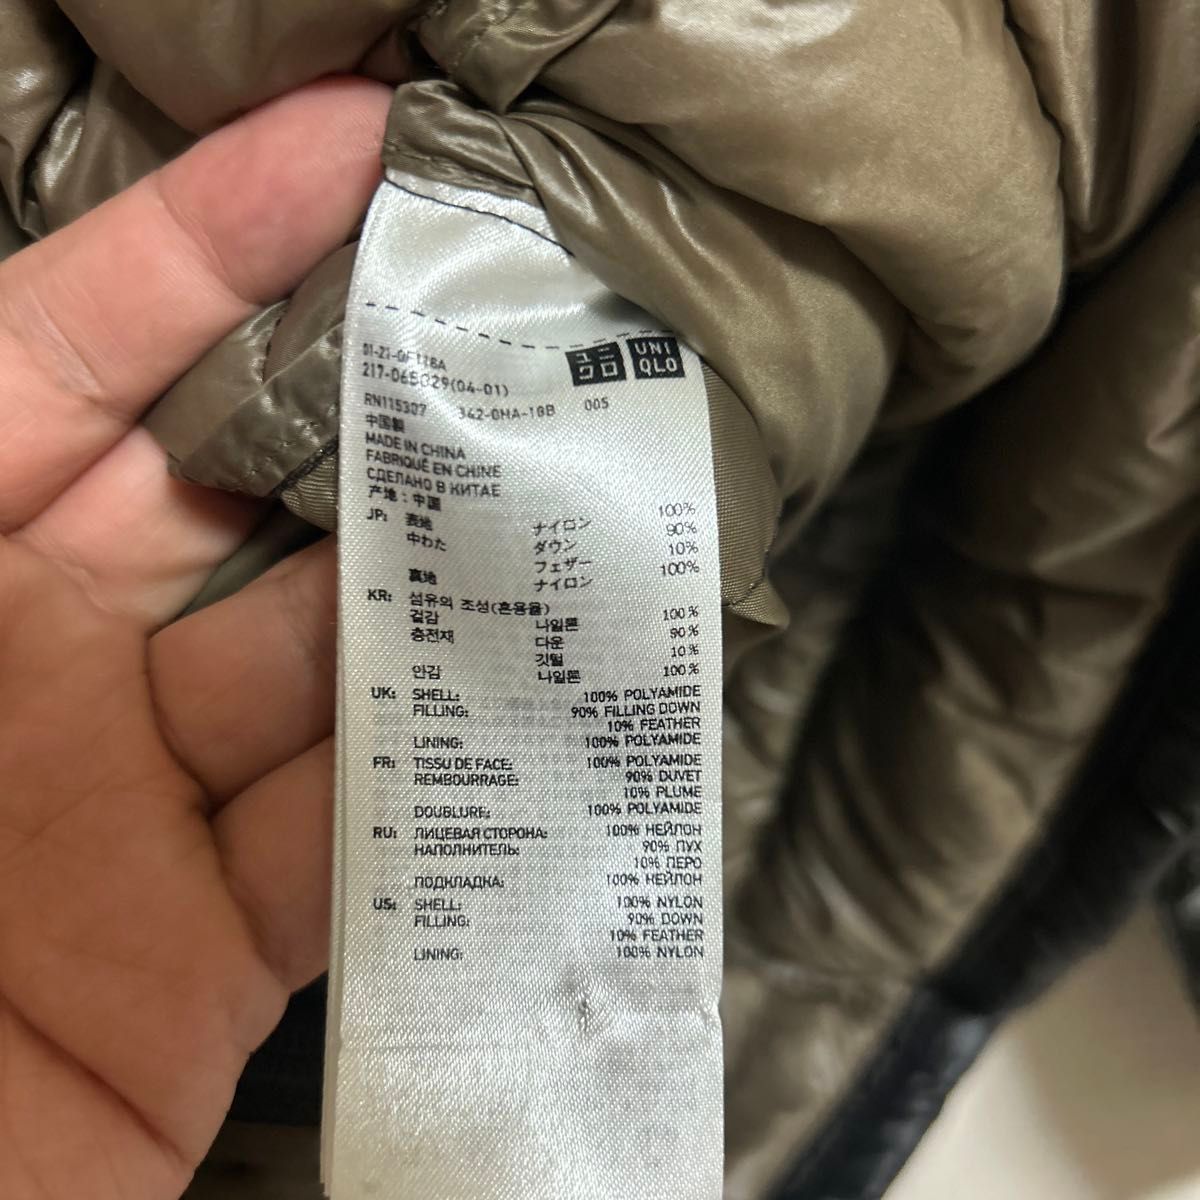 ユニ
クロ
UNI
QLO
217-065029(04-01)
RN115307 342-0HA-18B 005
中国製
MADE IN CHINA
FABRIQUÉ EN CHINE
СДЕЛАНО В КИТАЕ
产地：中国
JP: 表地 ナイロン 100%
中わた ダウン 90%
フェザー 10%
裏地 ナイロン 100%
KR: 섬유의 조성(혼용율)
겉감 나일론 100%
충전재 다운 90%
깃털 10%
안감 나일론 100%
UK: SHELL: 100% POLYAMIDE
FILLING: 90% FILLING DOWN
10% FEATHER
LINING: 100% POLYAMIDE
FR: TISSU DE FACE: 100% POLYAMIDE
REMBOURRAGE: 90% DUVET
10% PLUME
DOUBLURE: 100% POLYAMIDE
RU: ЛИЦЕВАЯ СТОРОНА: 100% НЕЙЛОН
НАПОЛНИТЕЛЬ: 90% ПУХ
10% ПЕРО
ПОДКЛАДКА: 100% НЕЙЛОН
US: SHELL: 100% NYLON
FILLING: 90% DOWN
10% FEATHER
LINING: 100% NYLON